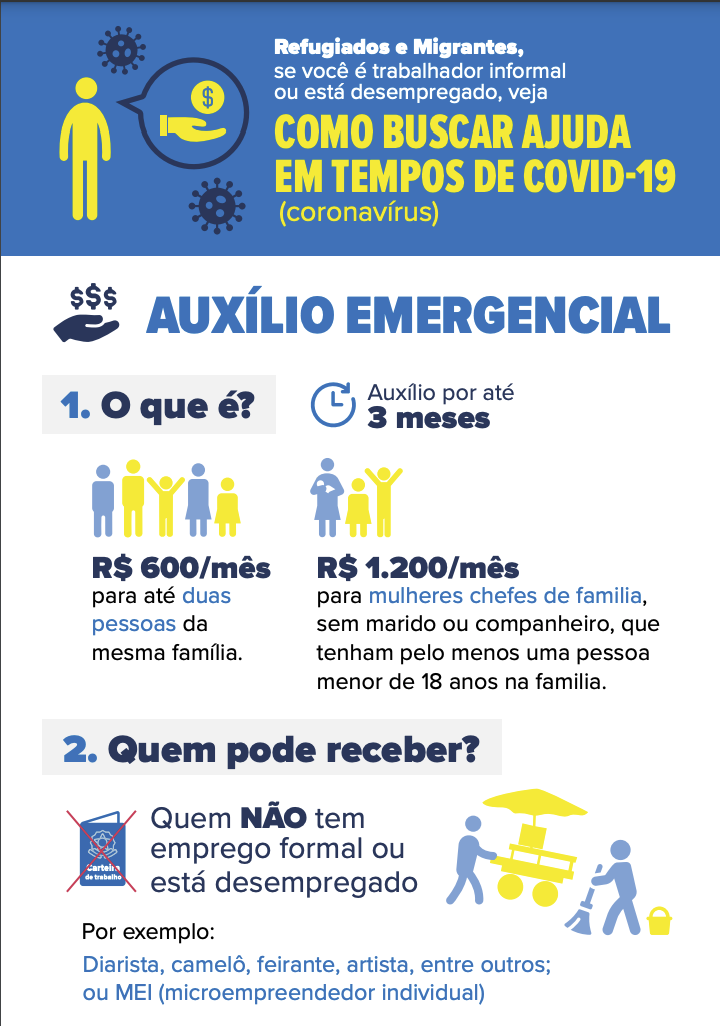 Refugiados e Migrantes,
se você é trabalhador informal
ou está desempregado, veja
COMO BUSCAR AJUDA
EM TEMPOS DE COVID-19
(coronavírus)
$
$$$
AUXÍLIO EMERGENCIAL
1. O que é?
Auxílio por até
3 meses
R$ 600/mês
para até duas
pessoas da
mesma família.
R$ 1.200/mês
para mulheres chefes de familia,
sem marido ou companheiro, que
tenham pelo menos uma pessoa
menor de 18 anos na familia.
2. Quem pode receber?
Carteira
de trabalho
Quem NÃO tem
emprego formal ou
está desempregado
Por exemplo:
Diarista, camelô, feirante, artista, entre outros;
ou MEI (microempreendedor individual)